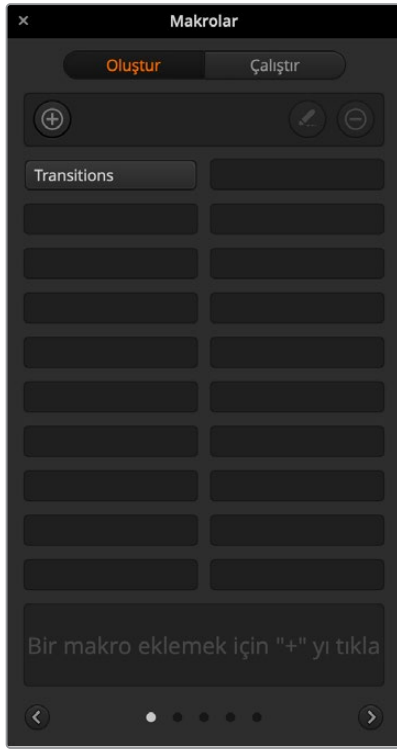 Makrolar
Oluştur Çalıştır
Transitions
Bir makro eklemek için "+" yı tıkla